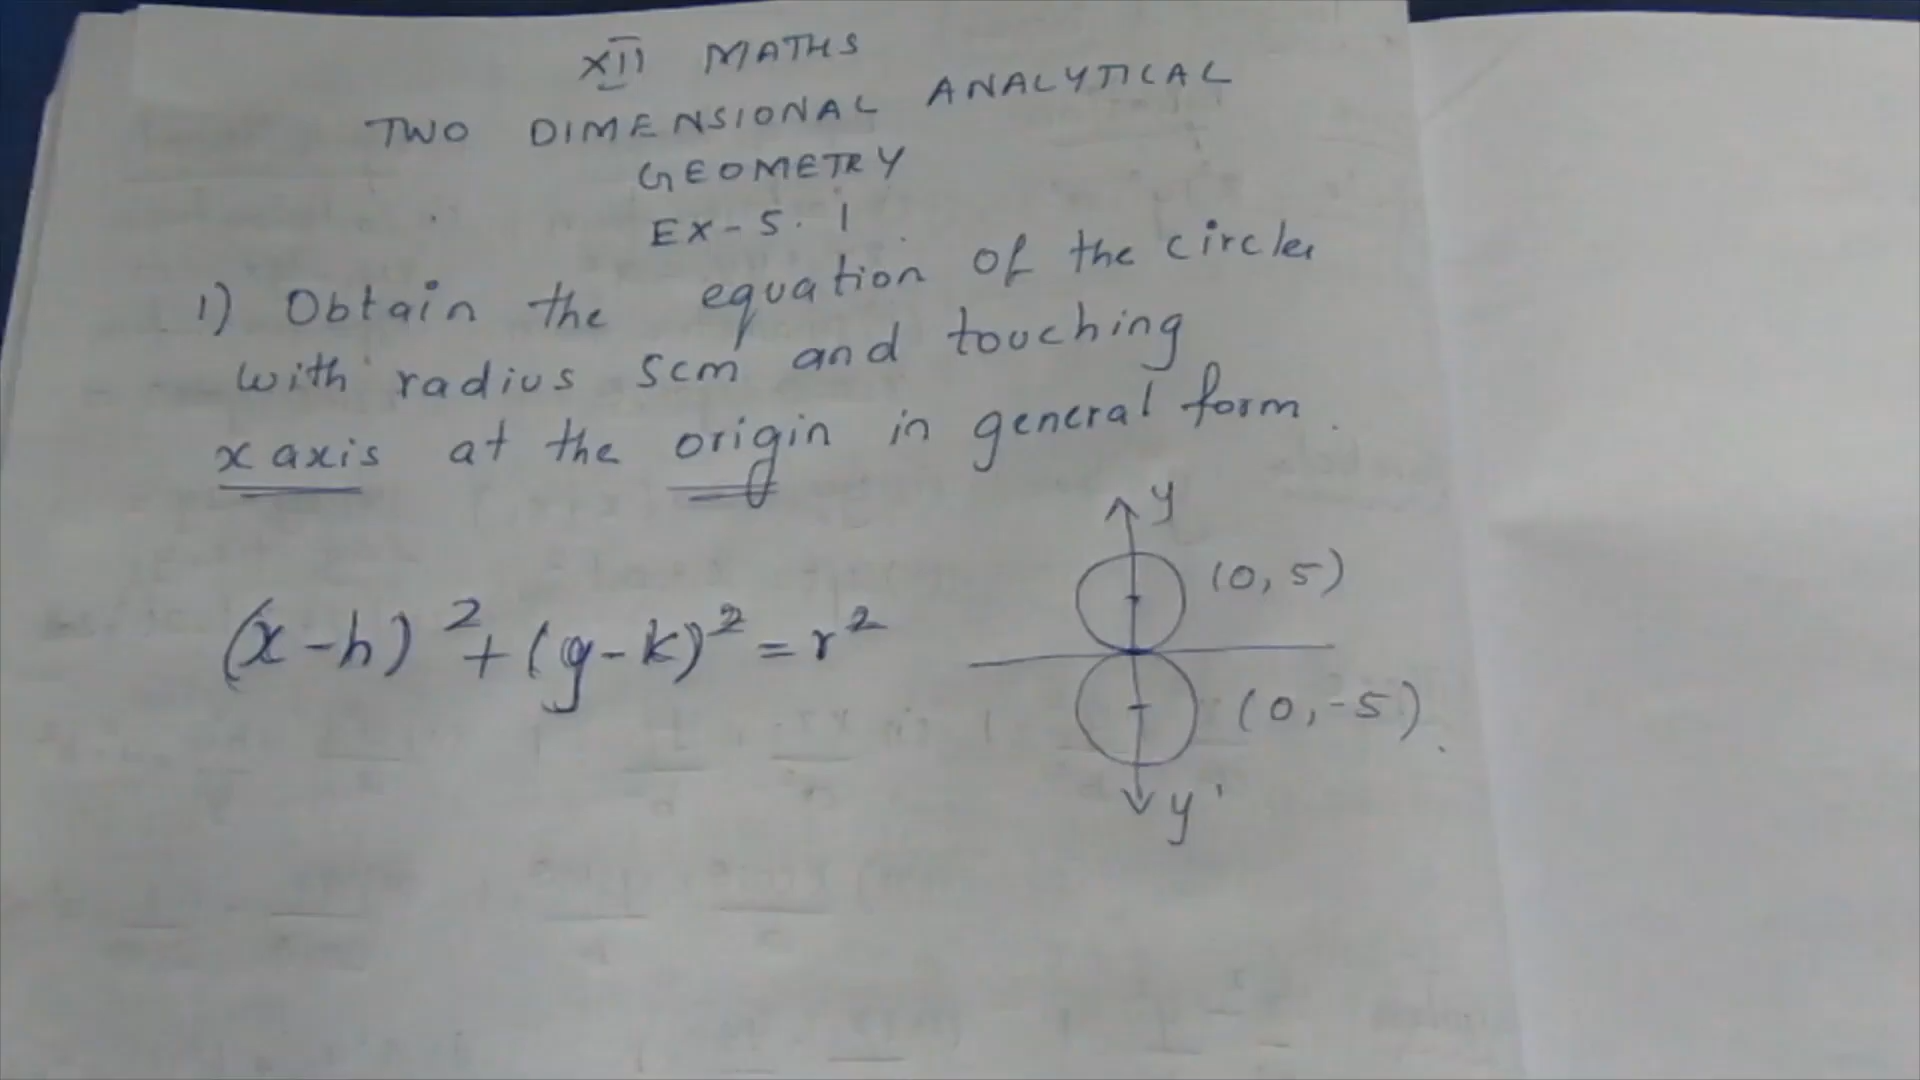 XII MATHS
TWO DIMENSIONAL ANALYTICAL
GEOMETRY
EX-5.1
1) Obtain the equation of the circles
with radius 5cm and touching
x axis at the origin in general form.
(x-h)²+(y-k)²=r²
y
(0,5)
(0,-5).
y'